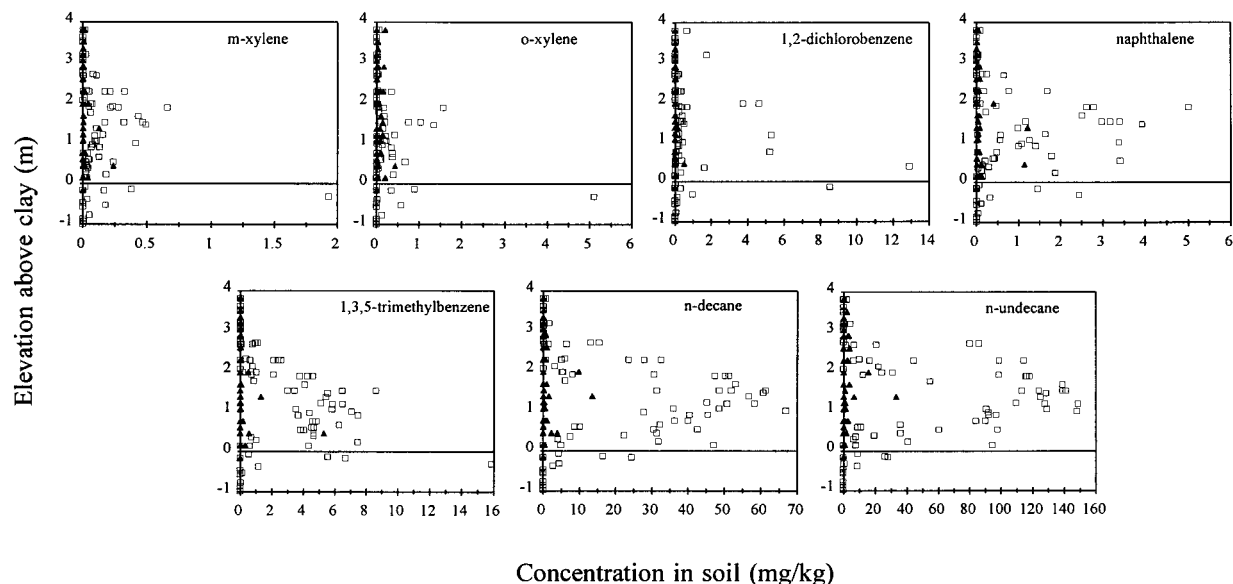 m-xylene
o-xylene
1,2-dichlorobenzene
naphthalene
4
3
2
1
0
-1
4
3
2
1
0
-1
4
3
2
1
0
-1
4
3
2
1
0
-1
0 0.5 1 1.5 2
0 1 2 3 4 5 6
0 2 4 6 8 10 12 14
0 1 2 3 4 5 6
Elevation above clay (m)
1,3,5-trimethylbenzene
n-decane
n-undecane
4
3
2
1
0
-1
4
3
2
1
0
-1
4
3
2
1
0
-1
0 2 4 6 8 10 12 14 16
0 10 20 30 40 50 60 70
0 20 40 60 80 100 120 140 160
Concentration in soil (mg/kg)